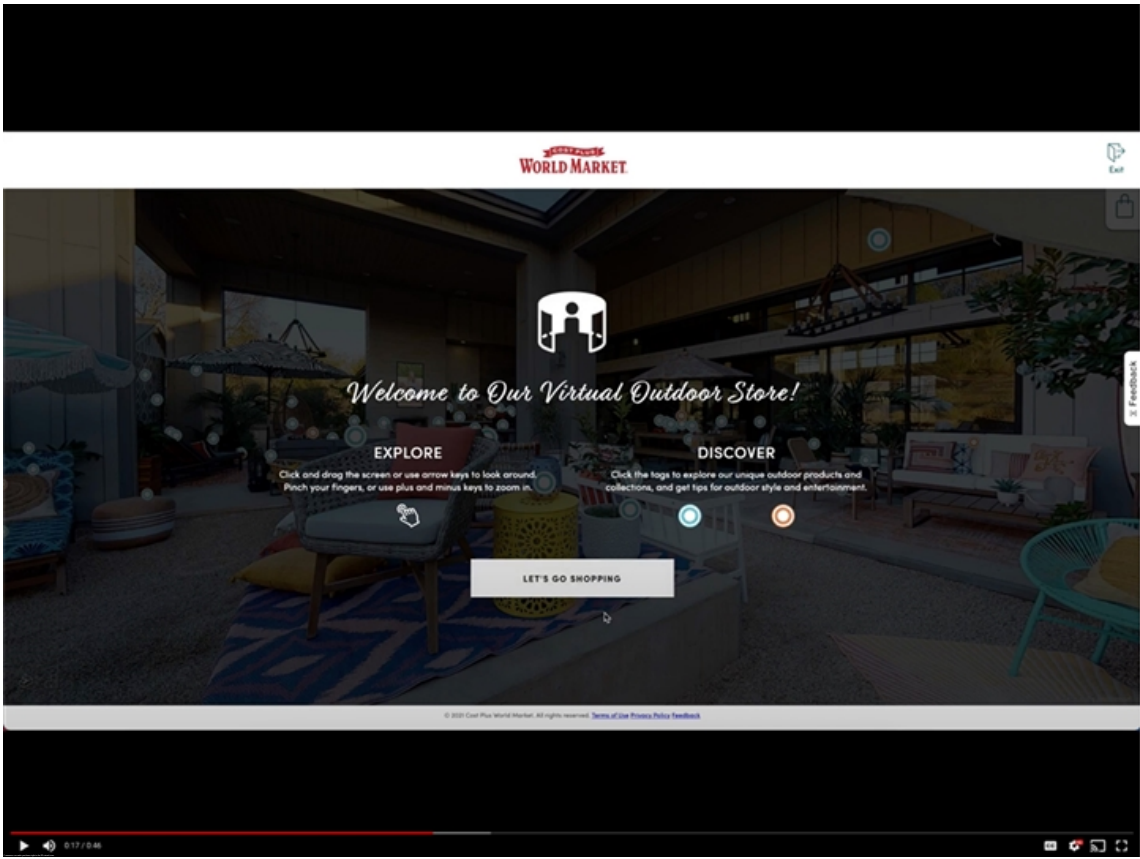 COST PLUS
WORLD MARKET
Exit
Feedback
Welcome to Our Virtual Outdoor Store!
EXPLORE
Click and drag the screen or use arrow keys to look around.
Pinch your fingers, or use plus and minus keys to zoom in.
DISCOVER
Click the tags to explore our unique outdoor products and
collections, and get tips for outdoor style and entertainment.
LET'S GO SHOPPING
© 2021 Cost Plus World Market. All rights reserved. Terms of Use Privacy Policy Feedback
0:17 / 0:46
CC